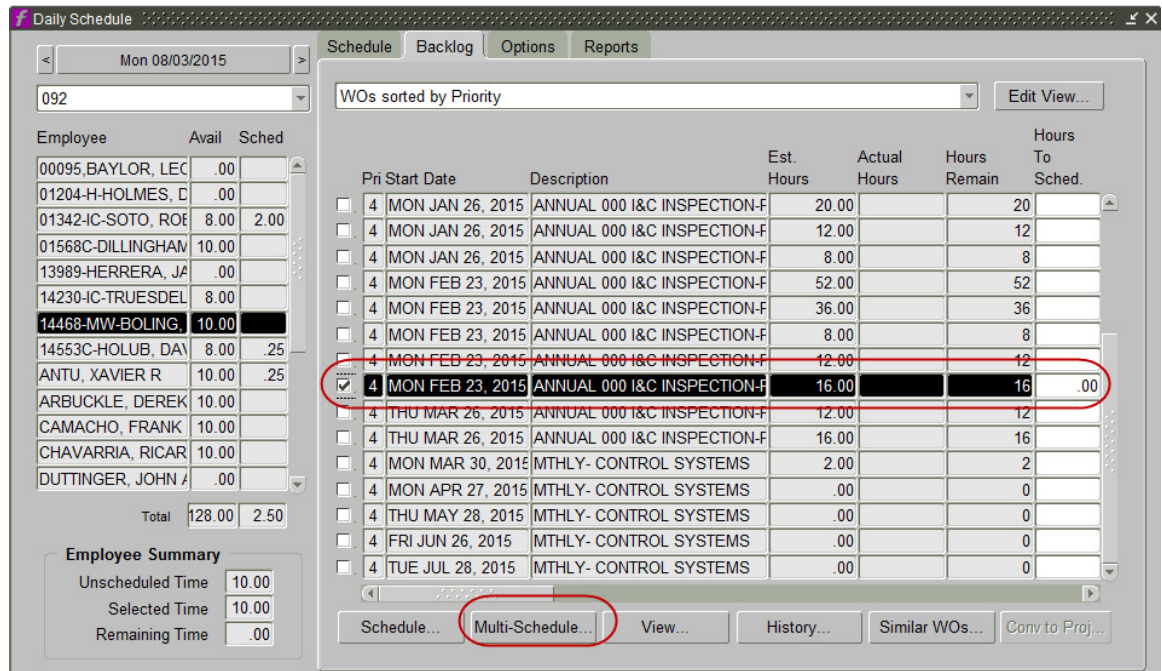 Daily Schedule
< Mon 08/03/2015 >
092
Employee Avail Sched
00095,BAYLOR, LEC .00
01204-H-HOLMES, D .00
01342-IC-SOTO, ROE 8.00 2.00
01568C-DILLINGHAM 10.00
13989-HERRERA, JA .00
14230-IC-TRUESDEL 8.00
14468-MW-BOLING, 10.00
14553C-HOLUB, DAV 8.00 .25
ANTU, XAVIER R 10.00 .25
ARBUCKLE, DEREK 10.00
CAMACHO, FRANK 10.00
CHAVARRIA, RICAR 10.00
DUTTINGER, JOHN A .00
Total 128.00 2.50
Employee Summary
Unscheduled Time 10.00
Selected Time 10.00
Remaining Time .00
Schedule Backlog Options Reports
WOs sorted by Priority Edit View...
Pri Start Date Description Est. Hours Actual Hours Hours Remain Hours To Sched.
4 MON JAN 26, 2015 ANNUAL 000 I&C INSPECTION-F 20.00 20
4 MON JAN 26, 2015 ANNUAL 000 I&C INSPECTION-F 12.00 12
4 MON JAN 26, 2015 ANNUAL 000 I&C INSPECTION-F 8.00 8
4 MON FEB 23, 2015 ANNUAL 000 I&C INSPECTION-F 52.00 52
4 MON FEB 23, 2015 ANNUAL 000 I&C INSPECTION-F 36.00 36
4 MON FEB 23, 2015 ANNUAL 000 I&C INSPECTION-F 8.00 8
4 MON FEB 23, 2015 ANNUAL 000 I&C INSPECTION-F 12.00 12
4 MON FEB 23, 2015 ANNUAL 000 I&C INSPECTION-F 16.00 16 .00
4 THU MAR 26, 2015 ANNUAL 000 I&C INSPECTION-F 12.00 12
4 THU MAR 26, 2015 ANNUAL 000 I&C INSPECTION-F 16.00 16
4 MON MAR 30, 2015 MTHLY- CONTROL SYSTEMS 2.00 2
4 MON APR 27, 2015 MTHLY- CONTROL SYSTEMS .00 0
4 THU MAY 28, 2015 MTHLY- CONTROL SYSTEMS .00 0
4 FRI JUN 26, 2015 MTHLY- CONTROL SYSTEMS .00 0
4 TUE JUL 28, 2015 MTHLY- CONTROL SYSTEMS .00 0
Schedule... Multi-Schedule... View... History... Similar WOs... Conv to Proj...